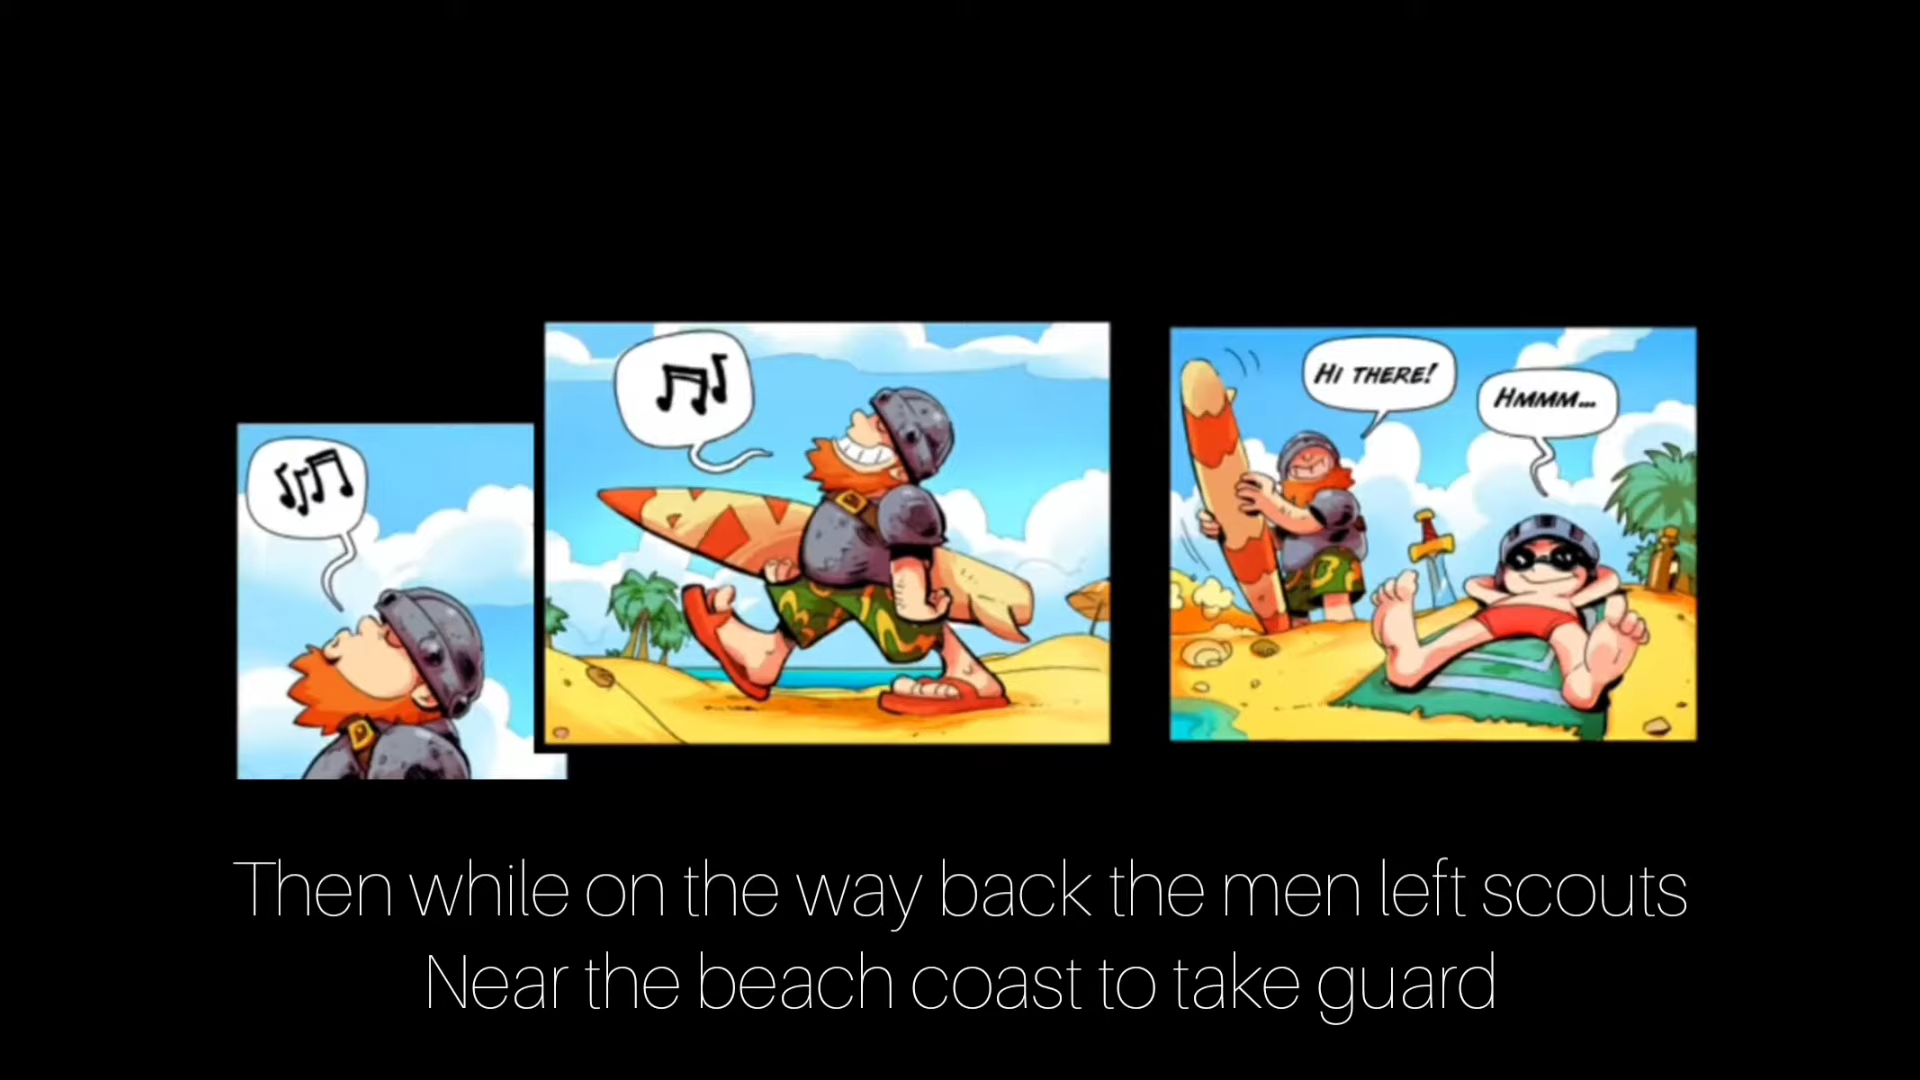 Hi there!
Hmmm...
Then while on the way back the men left scouts
Near the beach coast to take guard